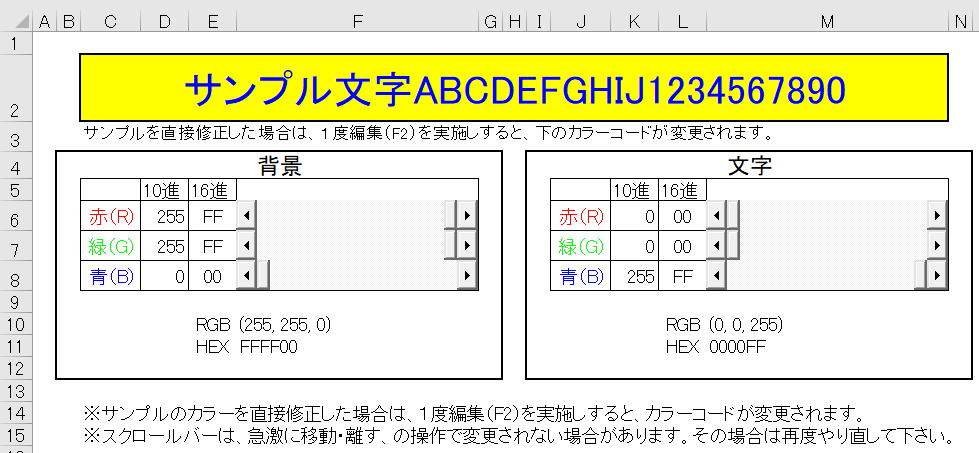 A B C D E F G H I J K L M N
1
2 サンプル文字ABCDEFGHIJ1234567890
3 サンプルを直接修正した場合は、1度編集(F2)を実施しすると、下のカラーコードが変更されます。
4 背景 文字
5 10進 16進 10進 16進
6 赤(R) 255 FF 赤(R) 0 00
7 緑(G) 255 FF 緑(G) 0 00
8 青(B) 0 00 青(B) 255 FF
9
10 RGB (255, 255, 0) RGB (0, 0, 255)
11 HEX FFFF00 HEX 0000FF
12
13
14 ※サンプルのカラーを直接修正した場合は、1度編集(F2)を実施しすると、カラーコードが変更されます。
15 ※スクロールバーは、急激に移動・離す、の操作で変更されない場合があります。その場合は再度やり直して下さい。